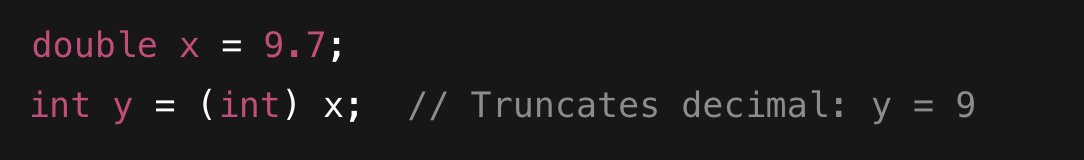 double x = 9.7;
int y = (int) x;  // Truncates decimal: y = 9